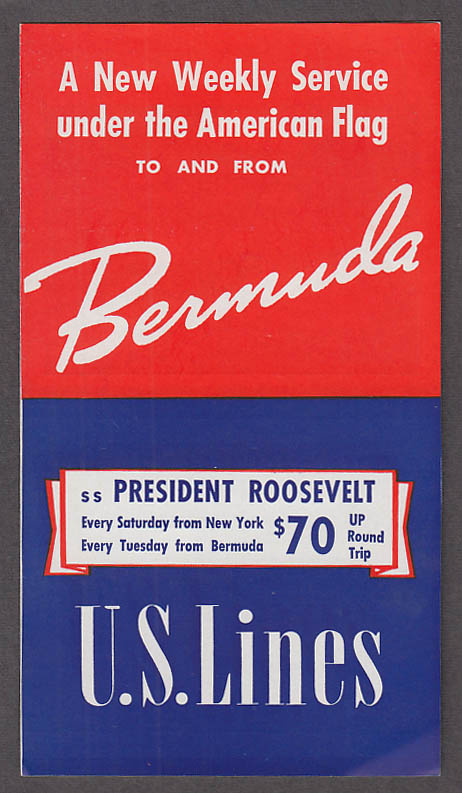 A New Weekly Service
under the American Flag
TO AND FROM
Bermuda
SS PRESIDENT ROOSEVELT
Every Saturday from New York
Every Tuesday from Bermuda
$70
UP
Round
Trip
U.S. Lines